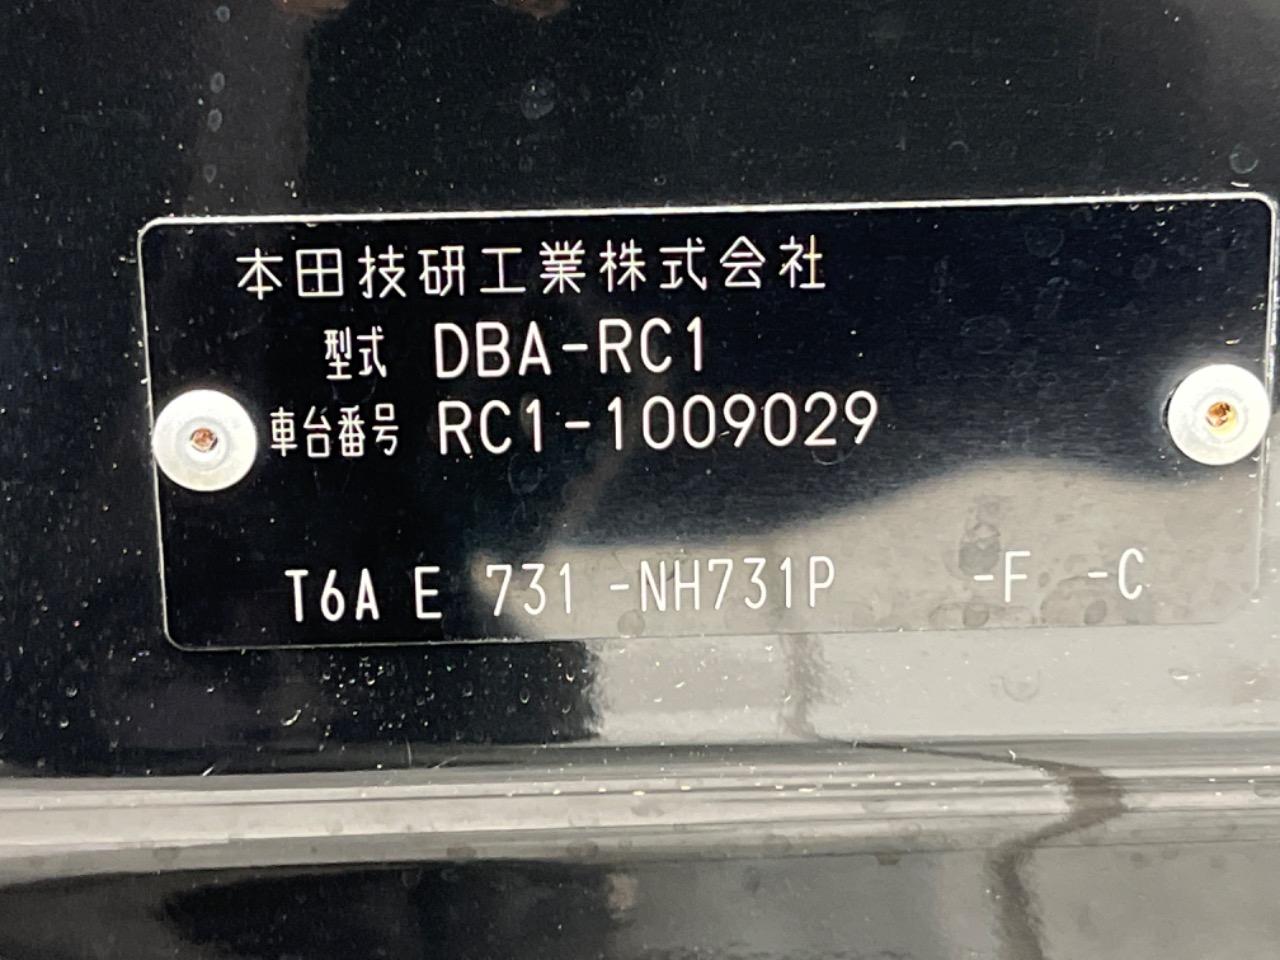 本田技研工業株式会社
型式 DBA-RC1
車台番号 RC1-1009029
T6A E 731 -NH731P -F -C